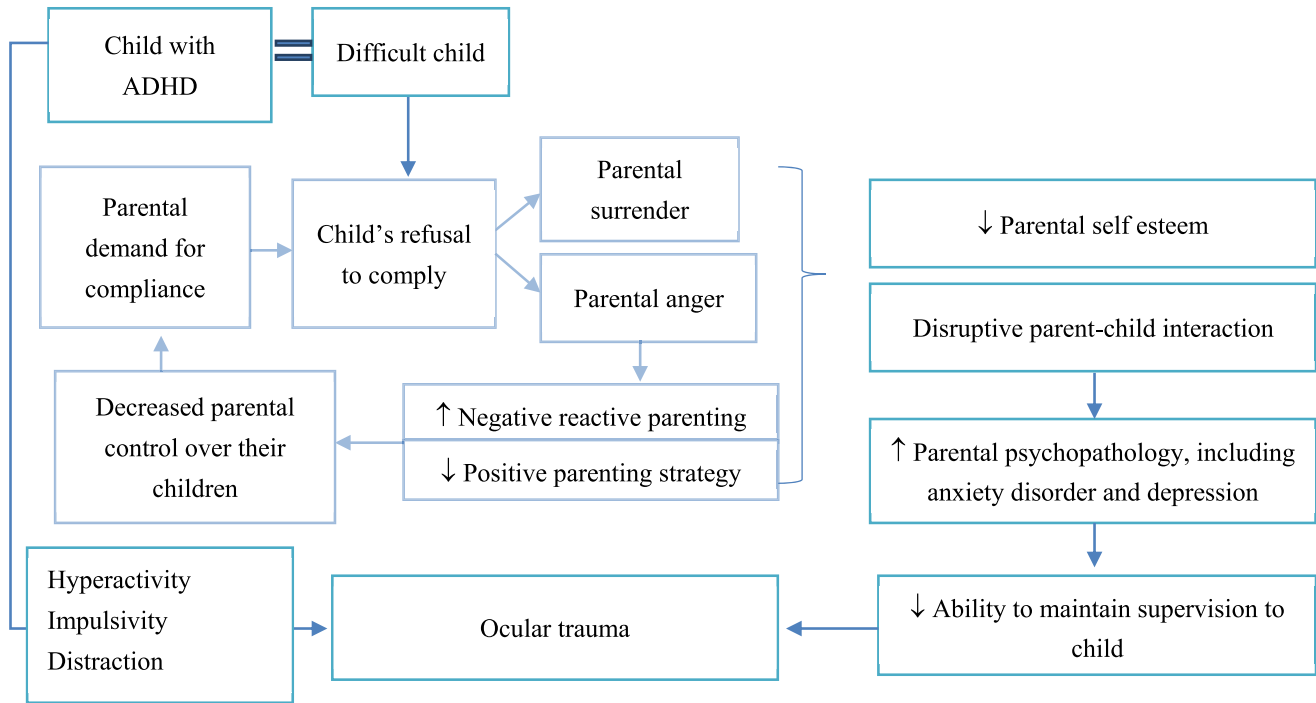 Child with
ADHD
Difficult child
Parental
demand for
compliance
Child's refusal
to comply
Parental
surrender
Parental anger
↓ Parental self esteem
Disruptive parent-child interaction
Decreased parental
control over their
children
↑ Negative reactive parenting
↓ Positive parenting strategy
↑ Parental psychopathology, including
anxiety disorder and depression
Hyperactivity
Impulsivity
Distraction
Ocular trauma
↓ Ability to maintain supervision to
child